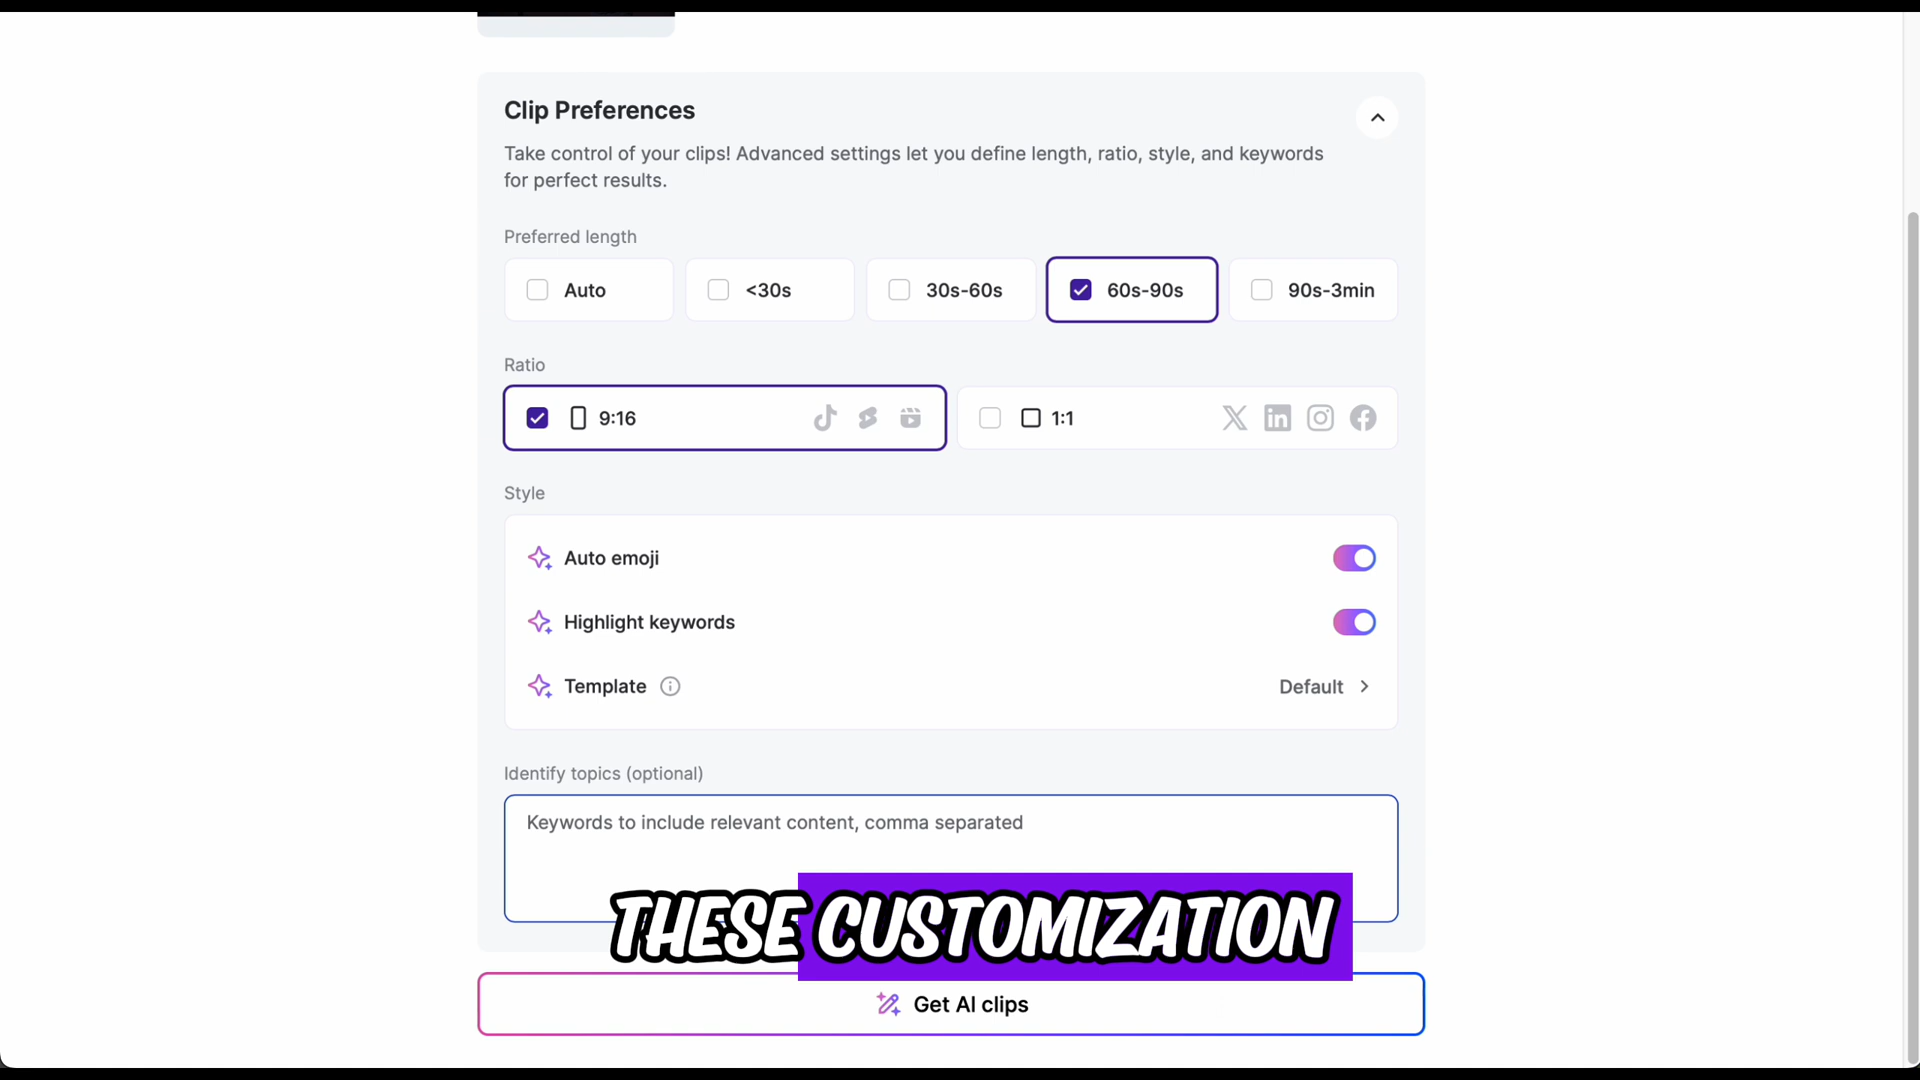 Clip Preferences
Take control of your clips! Advanced settings let you define length, ratio, style, and keywords
for perfect results.
Preferred length
Auto
<30s
30s-60s
60s-90s
90s-3min
Ratio
9:16
1:1
Style
Auto emoji
Highlight keywords
Template
Default
Identify topics (optional)
Keywords to include relevant content, comma separated
THESE CUSTOMIZATION
Get AI clips